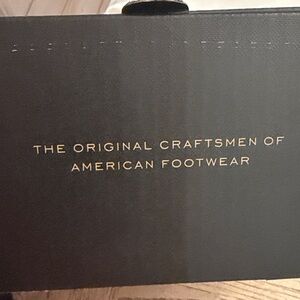 THE ORIGINAL CRAFTSMEN OF
AMERICAN FOOTWEAR